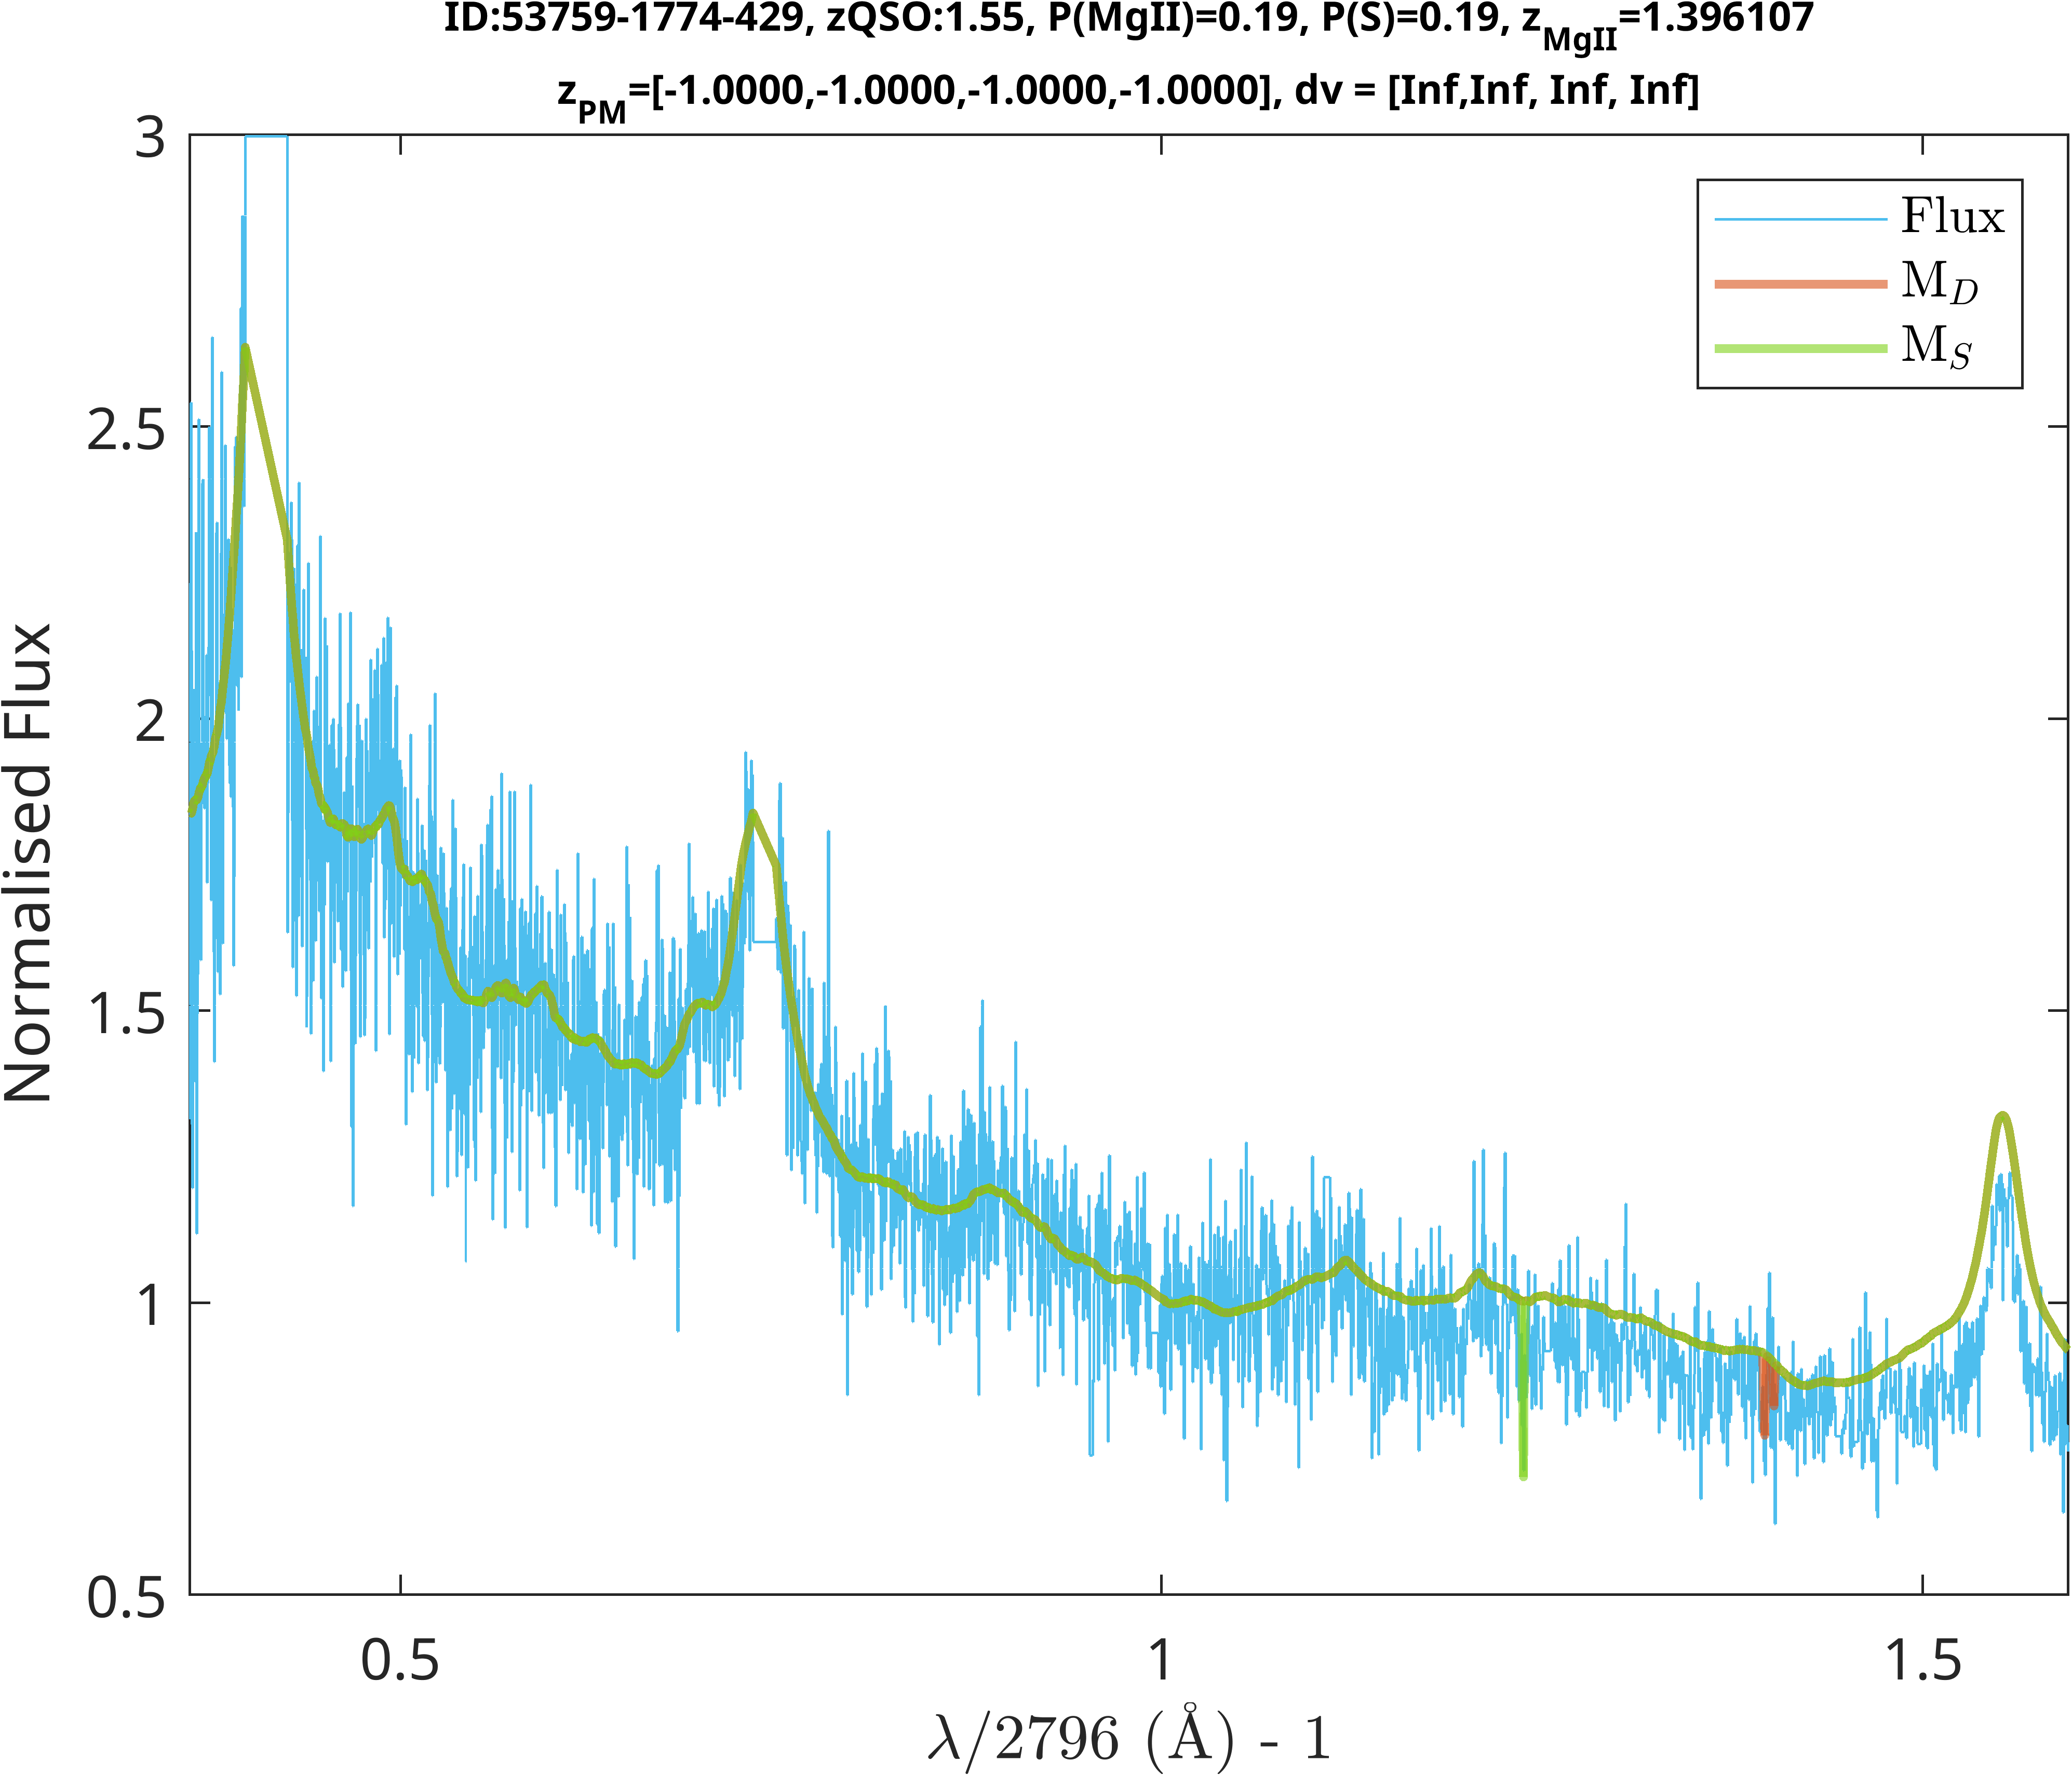 ID:53759-1774-429, zQSO:1.55, P(MgII)=0.19, P(S)=0.19, zMgII=1.396107
zPM=[-1.0000,-1.0000,-1.0000,-1.0000], dv = [Inf,Inf, Inf, Inf]
3
2.5
2
1.5
1
0.5
Normalised Flux
Flux
MD
MS
0.5
1
1.5
λ/2796 (Å) - 1